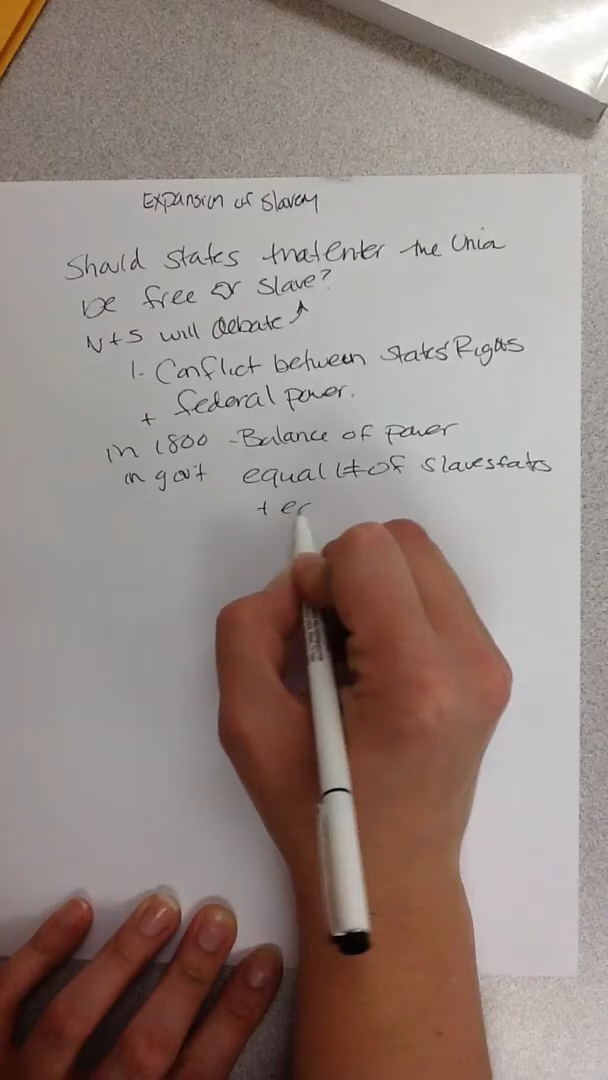 Expansion of Slavery
Should states that enter the Union
be free or slave?
N + S will debate ↑
1. Conflict between States' Rights
+ federal power.
in 1800 - Balance of power
in gov't equal # of slave states
+ e